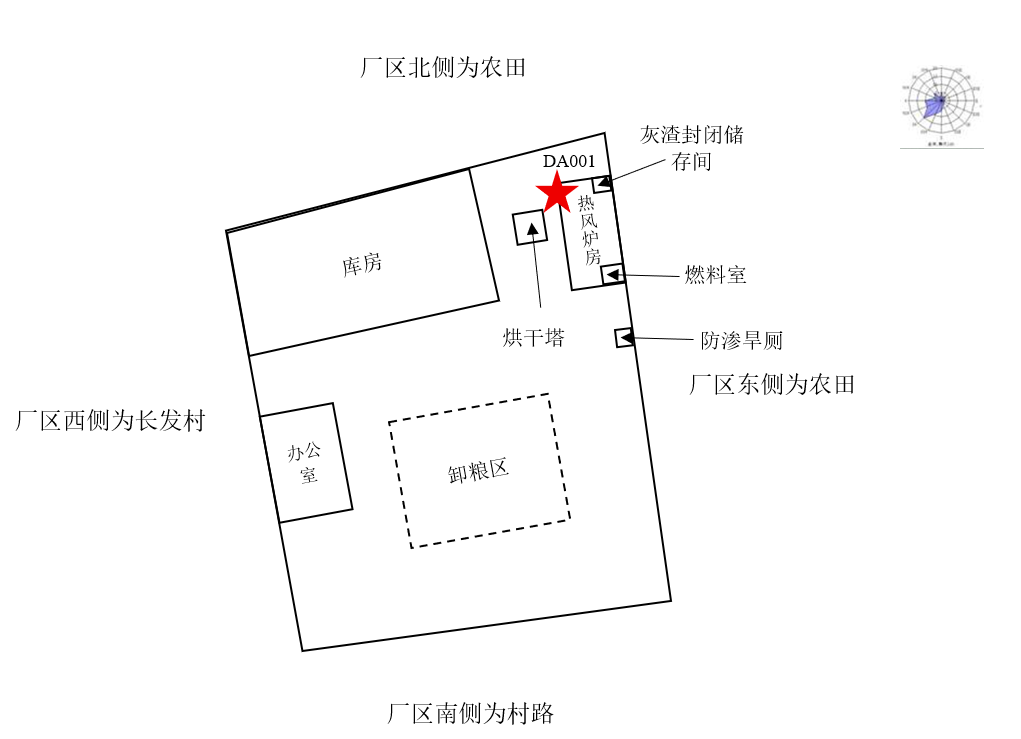 厂区北侧为农田
灰渣封闭储
存间
DA001
热
风
炉
房
库房
燃料室
烘干塔
防渗旱厕
厂区东侧为农田
厂区西侧为长发村
办公
室
卸粮区
厂区南侧为村路